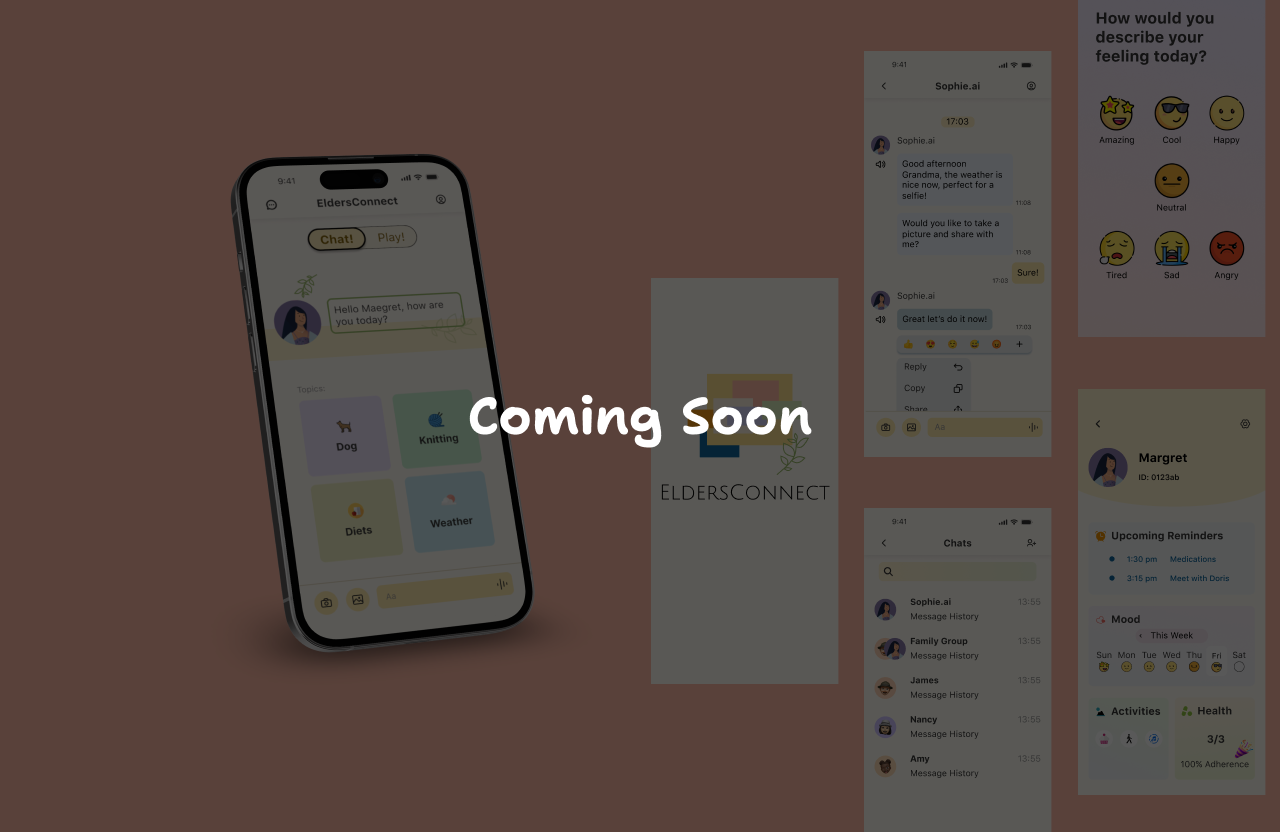 9:41
EldersConnect
Chat!
Play!
Hello Maegret, how are
you today?
Topics:
Dog
Knitting
Diets
Weather
Aa
Coming Soon
ELDERSCONNECT
9:41
Sophie.ai
17:03
Sophie.ai
Good afternoon
Grandma, the weather is
nice now, perfect for a
selfie!
11:08
Would you like to take a
picture and share with
me?
11:08
Sure!
17:03
Sophie.ai
Great let's do it now!
17:03
Reply
Copy
Share
Aa
9:41
Chats
Sophie.ai
13:55
Message History
Family Group
13:55
Message History
James
13:55
Message History
Nancy
13:55
Message History
Amy
13:55
Message History
How would you
describe your
feeling today?
Amazing
Cool
Happy
Neutral
Tired
Sad
Angry
Margret
ID: 0123ab
Upcoming Reminders
1:30 pm Medications
3:15 pm Meet with Doris
Mood
This Week
Sun Mon Tue Wed Thu Fri Sat
Activities
Health
3/3
100% Adherence